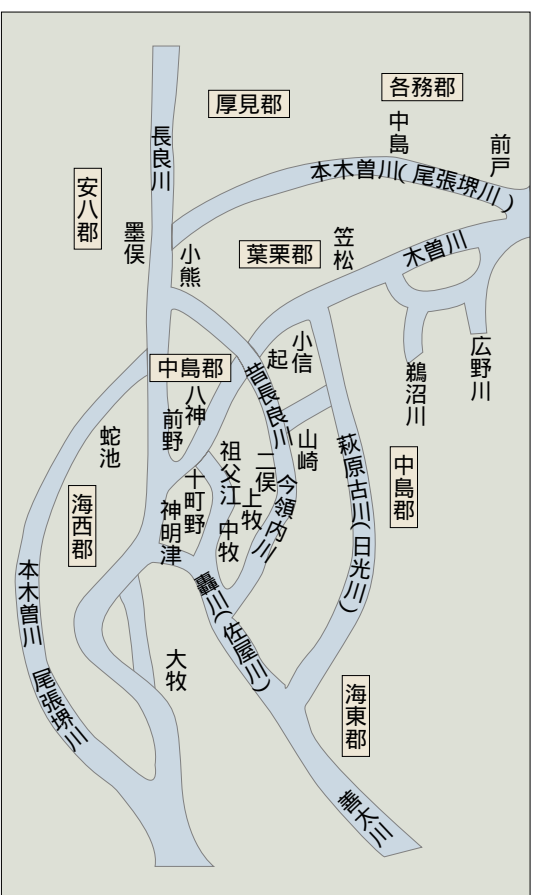 各務郡
厚見郡
中島
前戸
長良川
本木曽川(尾張堺川)
安八郡
墨俣
小熊
葉栗郡
笠松
木曽川
広野川
鵜沼川
小信
起
中島郡
昔長良川
八神
前野
山崎
二俣
祖父江
上牧
中牧
十町野
神明津
今領内川
萩原古川(日光川)
中島郡
蛇池
海西郡
本木曽川
尾張堺川
轟川(佐屋川)
大牧
海東郡
善太川